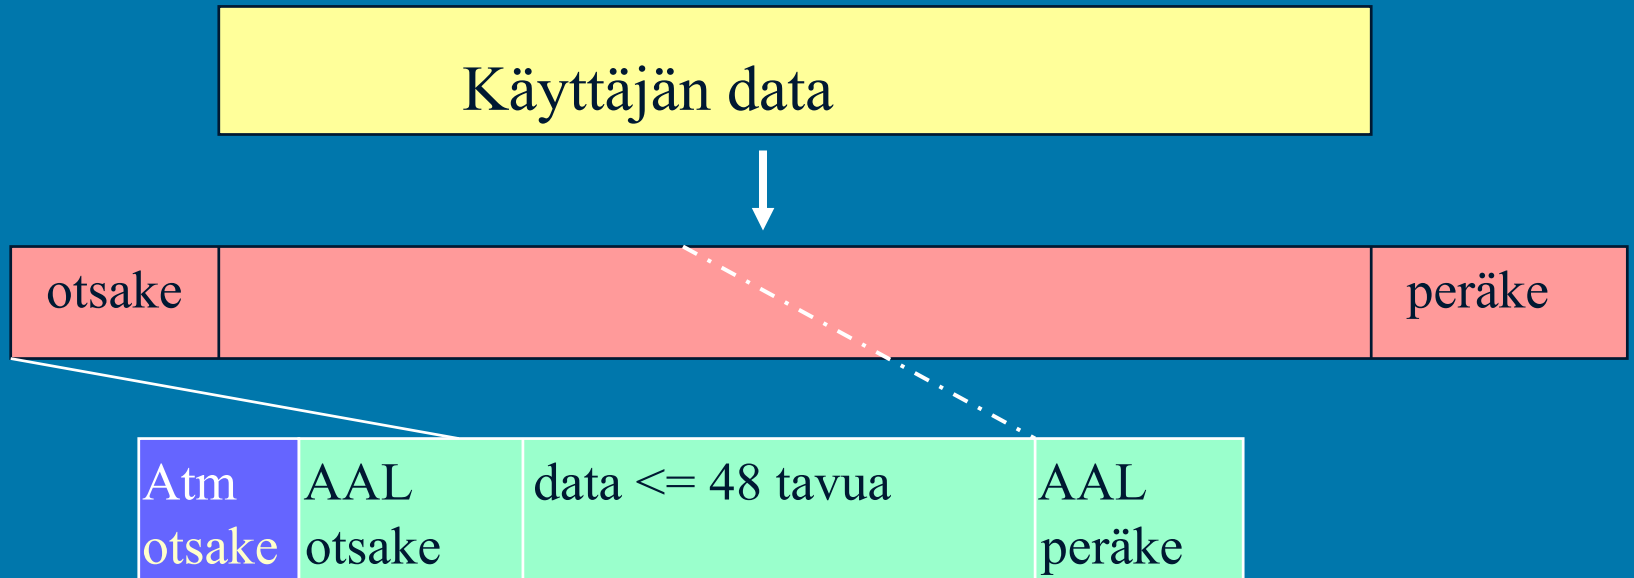 Käyttäjän data
otsake peräke
Atm AAL data <= 48 tavua AAL
otsake otsake peräke